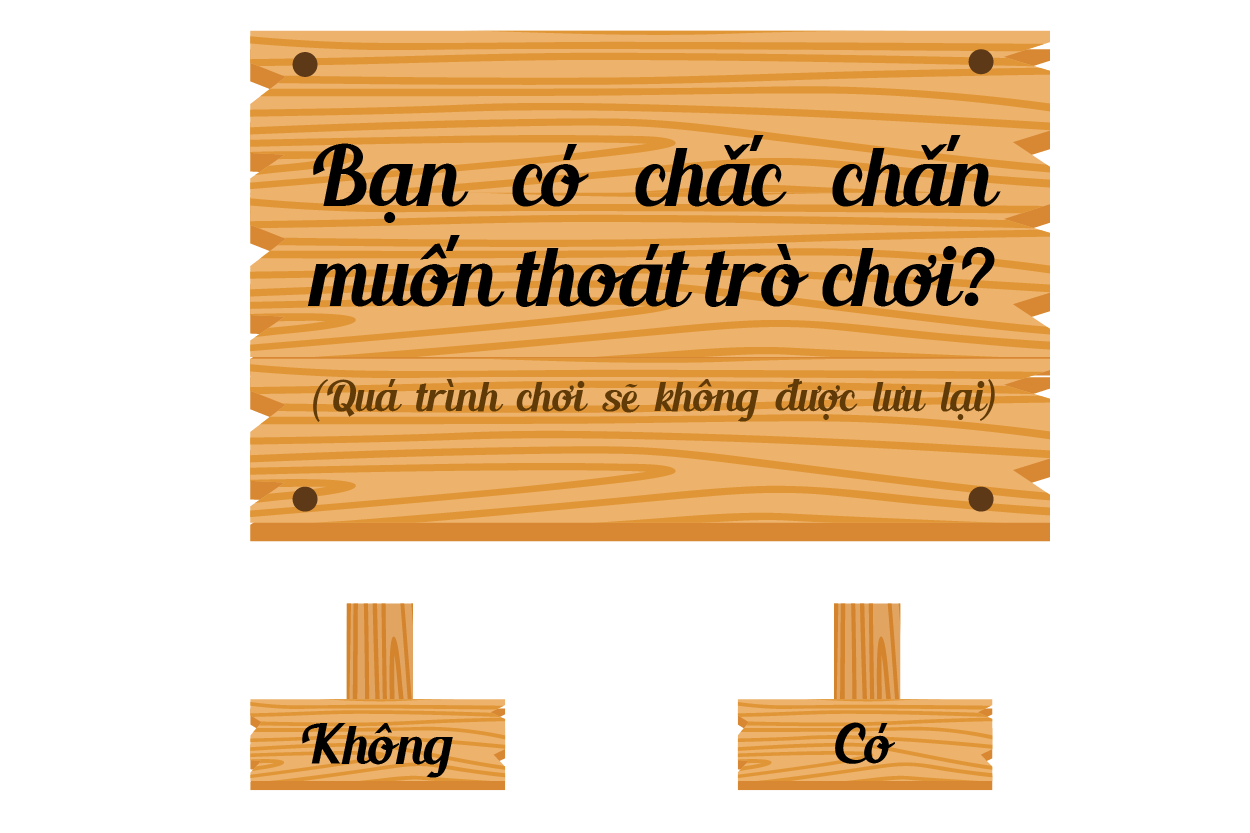 Bạn có chắc chắn
muốn thoát trò chơi?
(Quá trình chơi sẽ không được lưu lại)
Không
Có